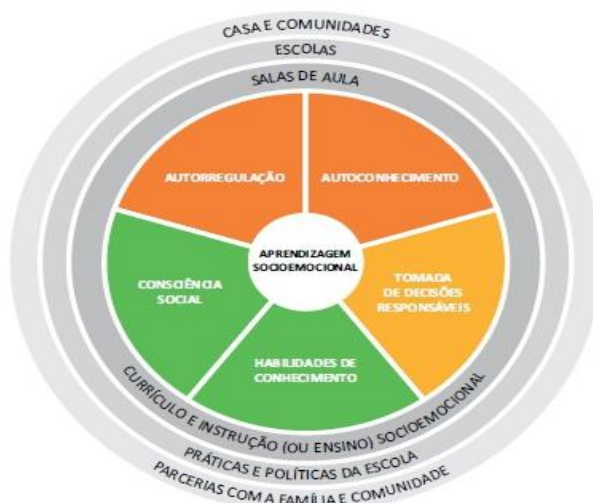 CASA E COMUNIDADES
ESCOLAS
SALAS DE AULA
AUTORREGULAÇÃO
AUTOCONHECIMENTO
APRENDIZAGEM
SOCIOEMOCIONAL
CONSCIÊNCIA
SOCIAL
TOMADA
DE DECISÕES
RESPONSÁVEIS
HABILIDADES DE
CONHECIMENTO
CURRÍCULO E INSTRUÇÃO (OU ENSINO) SOCIOEMOCIONAL
PRÁTICAS E POLÍTICAS DA ESCOLA
PARCERIAS COM A FAMÍLIA E COMUNIDADE